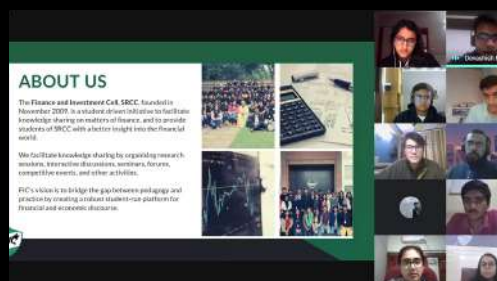 ABOUT US
The Finance and Investment Cell, SRCC, founded in
November 2009, is a student driven initiative to facilitate
knowledge sharing on matters of finance, and to provide
students of SRCC with a better insight into the financial
world.
We facilitate knowledge sharing by organising research
sessions, interactive discussions, seminars, forums,
competitive events, and other activities.
FIC's vision is to bridge the gap between pedagogy and
practice by creating a robust student-run platform for
financial and economic discourse.
Devashish